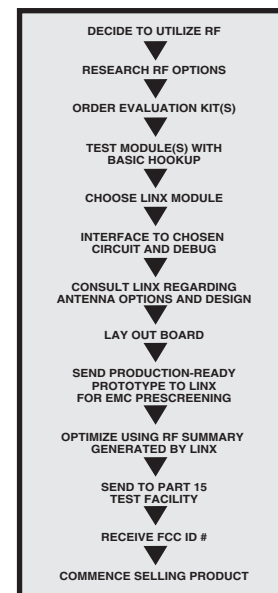 DECIDE TO UTILIZE RF
RESEARCH RF OPTIONS
ORDER EVALUATION KIT(S)
TEST MODULE(S) WITH
BASIC HOOKUP
CHOOSE LINX MODULE
INTERFACE TO CHOSEN
CIRCUIT AND DEBUG
CONSULT LINX REGARDING
ANTENNA OPTIONS AND DESIGN
LAY OUT BOARD
SEND PRODUCTION-READY
PROTOTYPE TO LINX
FOR EMC PRESCREENING
OPTIMIZE USING RF SUMMARY
GENERATED BY LINX
SEND TO PART 15
TEST FACILITY
RECEIVE FCC ID #
COMMENCE SELLING PRODUCT